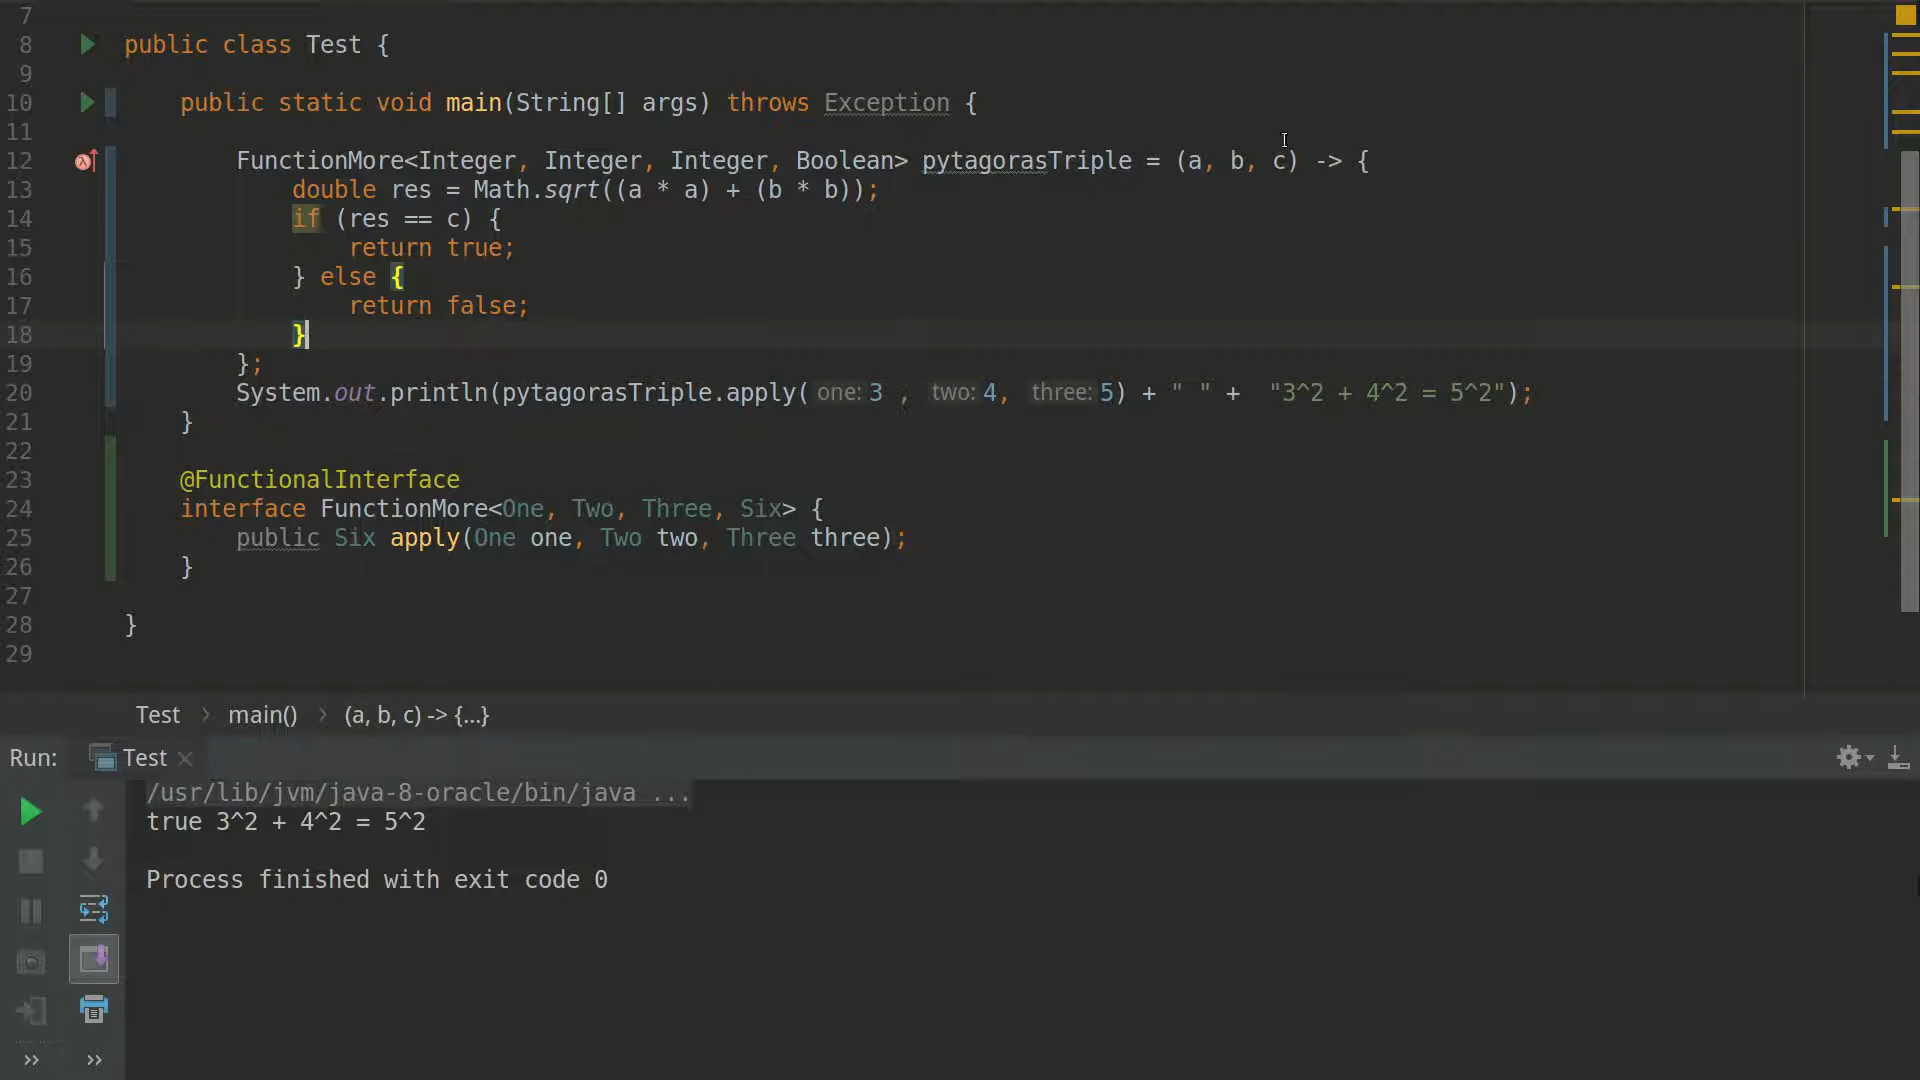 7
8 public class Test {
9
10 public static void main(String[] args) throws Exception {
11
12 FunctionMore<Integer, Integer, Integer, Boolean> pytagorasTriple = (a, b, c) -> {
13 double res = Math.sqrt((a * a) + (b * b));
14 if (res == c) {
15 return true;
16 } else {
17 return false;
18 }
19 };
20 System.out.println(pytagorasTriple.apply( one: 3 , two: 4, three: 5) + " " + "3^2 + 4^2 = 5^2");
21 }
22
23 @FunctionalInterface
24 interface FunctionMore<One, Two, Three, Six> {
25 public Six apply(One one, Two two, Three three);
26 }
27
28 }
29
Test > main() > (a, b, c) -> {...}
Run: Test
/usr/lib/jvm/java-8-oracle/bin/java ...
true 3^2 + 4^2 = 5^2
Process finished with exit code 0